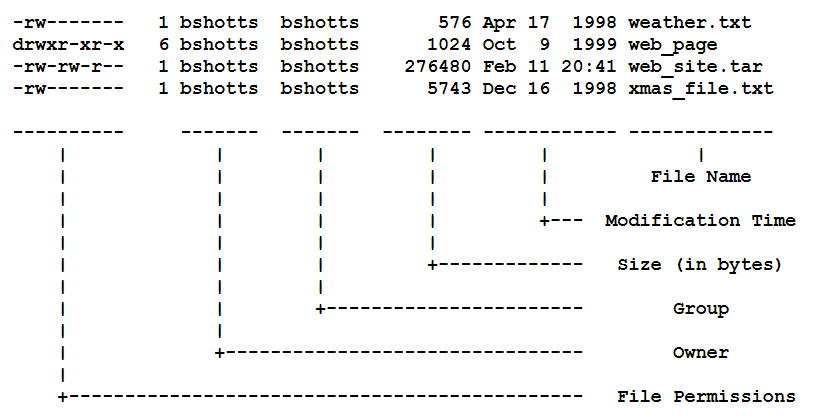 -rw-------   1 bshotts  bshotts       576 Apr 17  1998 weather.txt
drwxr-xr-x   6 bshotts  bshotts      1024 Oct  9  1999 web_page
-rw-rw-r--   1 bshotts  bshotts    276480 Feb 11 20:41 web_site.tar
-rw-------   1 bshotts  bshotts      5743 Dec 16  1998 xmas_file.txt
----------     -------  -------  -------- ------------ -------------
    |             |        |         |         |             |
    |             |        |         |         |         File Name
    |             |        |         |         |
    |             |        |         |         +---  Modification Time
    |             |        |         |
    |             |        |         +-------------   Size (in bytes)
    |             |        |
    |             |        +-----------------------        Group
    |             |
    |             +--------------------------------        Owner
    |
    +----------------------------------------------   File Permissions